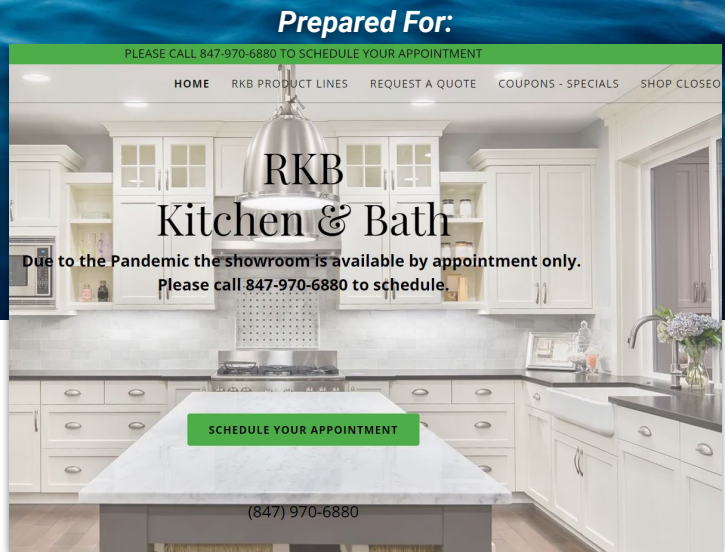 Prepared For:
PLEASE CALL 847-970-6880 TO SCHEDULE YOUR APPOINTMENT
HOME RKB PRODUCT LINES REQUEST A QUOTE COUPONS - SPECIALS SHOP CLOSEO
RKB
Kitchen & Bath
Due to the Pandemic the showroom is available by appointment only.
Please call 847-970-6880 to schedule.
SCHEDULE YOUR APPOINTMENT
(847) 970-6880